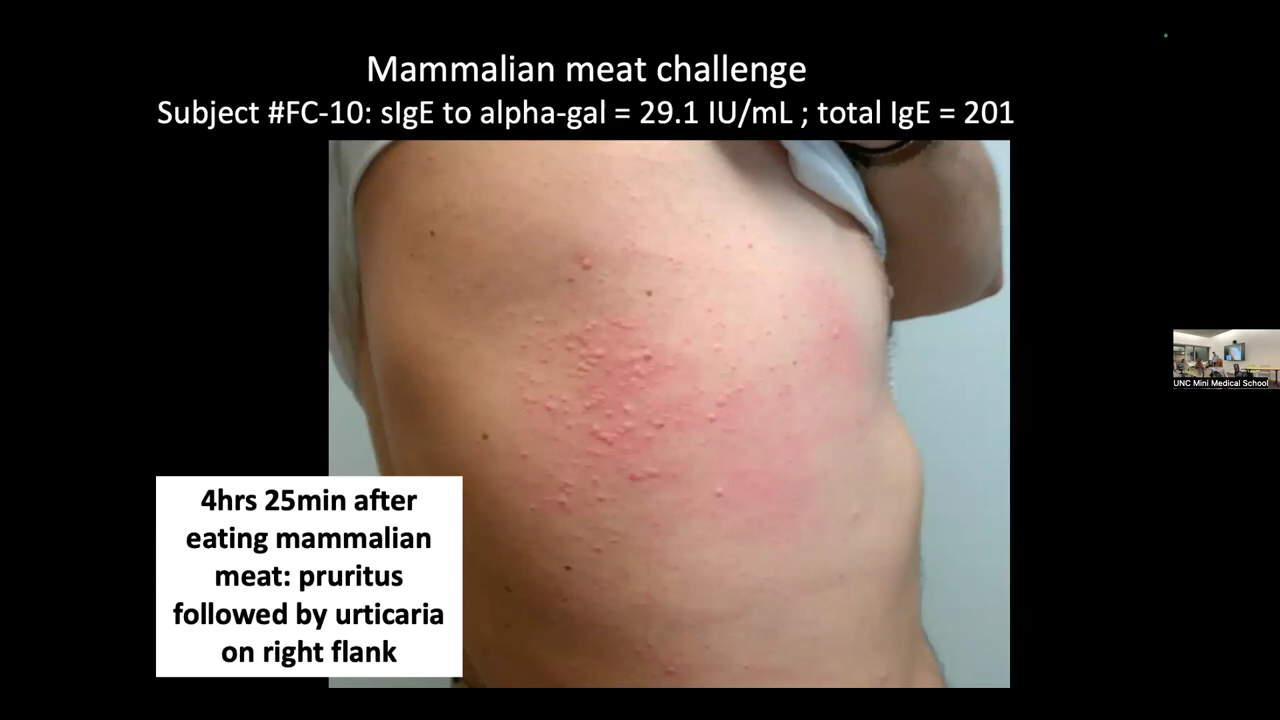 Mammalian meat challenge
Subject #FC-10: sIgE to alpha-gal = 29.1 IU/mL ; total IgE = 201
4hrs 25min after
eating mammalian
meat: pruritus
followed by urticaria
on right flank
UNC Mini Medical School